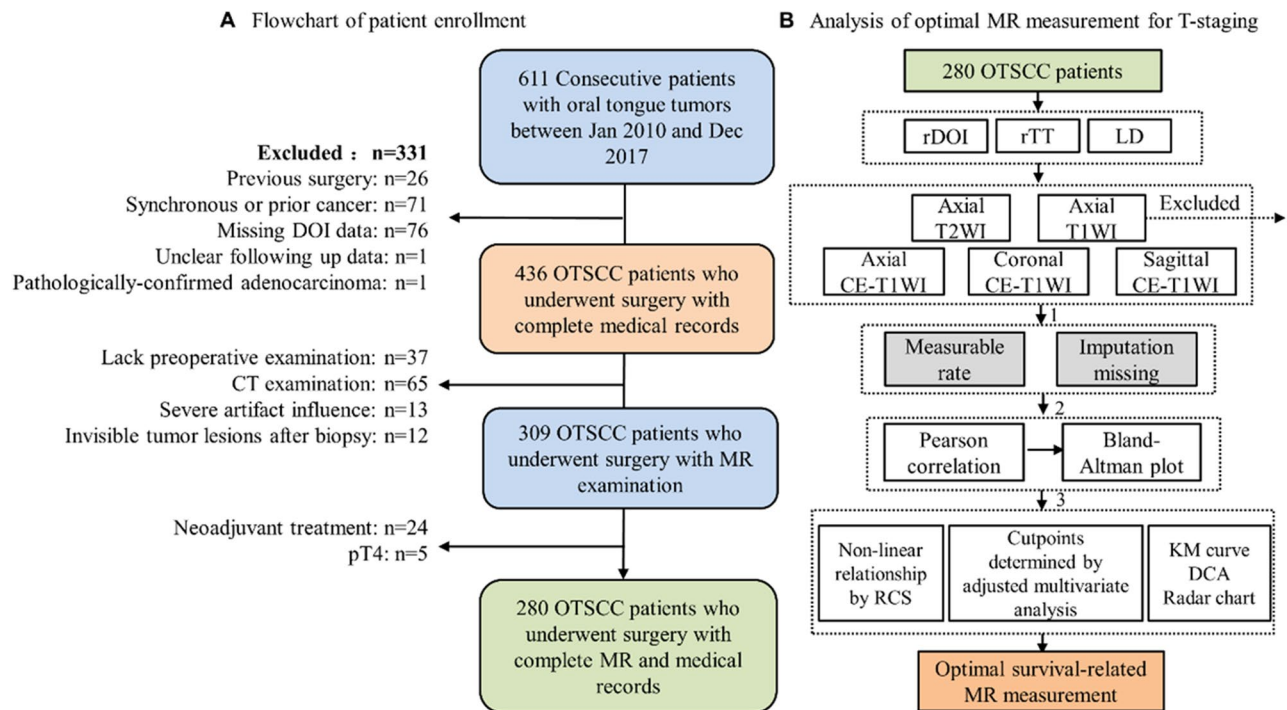 A Flowchart of patient enrollment
611 Consecutive patients
with oral tongue tumors
between Jan 2010 and Dec
2017
Excluded： n=331
Previous surgery: n=26
Synchronous or prior cancer: n=71
Missing DOI data: n=76
Unclear following up data: n=1
Pathologically-confirmed adenocarcinoma: n=1
436 OTSCC patients who
underwent surgery with
complete medical records
Lack preoperative examination: n=37
CT examination: n=65
Severe artifact influence: n=13
Invisible tumor lesions after biopsy: n=12
309 OTSCC patients who
underwent surgery with MR
examination
Neoadjuvant treatment: n=24
pT4: n=5
280 OTSCC patients who
underwent surgery with
complete MR and medical
records
B Analysis of optimal MR measurement for T-staging
280 OTSCC patients
rDOI
rTT
LD
Axial
T2WI
Axial
T1WI
Excluded
Axial
CE-T1WI
Coronal
CE-T1WI
Sagittal
CE-T1WI
1
Measurable
rate
Imputation
missing
2
Pearson
correlation
Bland-
Altman plot
3
Non-linear
relationship
by RCS
Cutpoints
determined by
adjusted multivariate
analysis
KM curve
DCA
Radar chart
Optimal survival-related
MR measurement